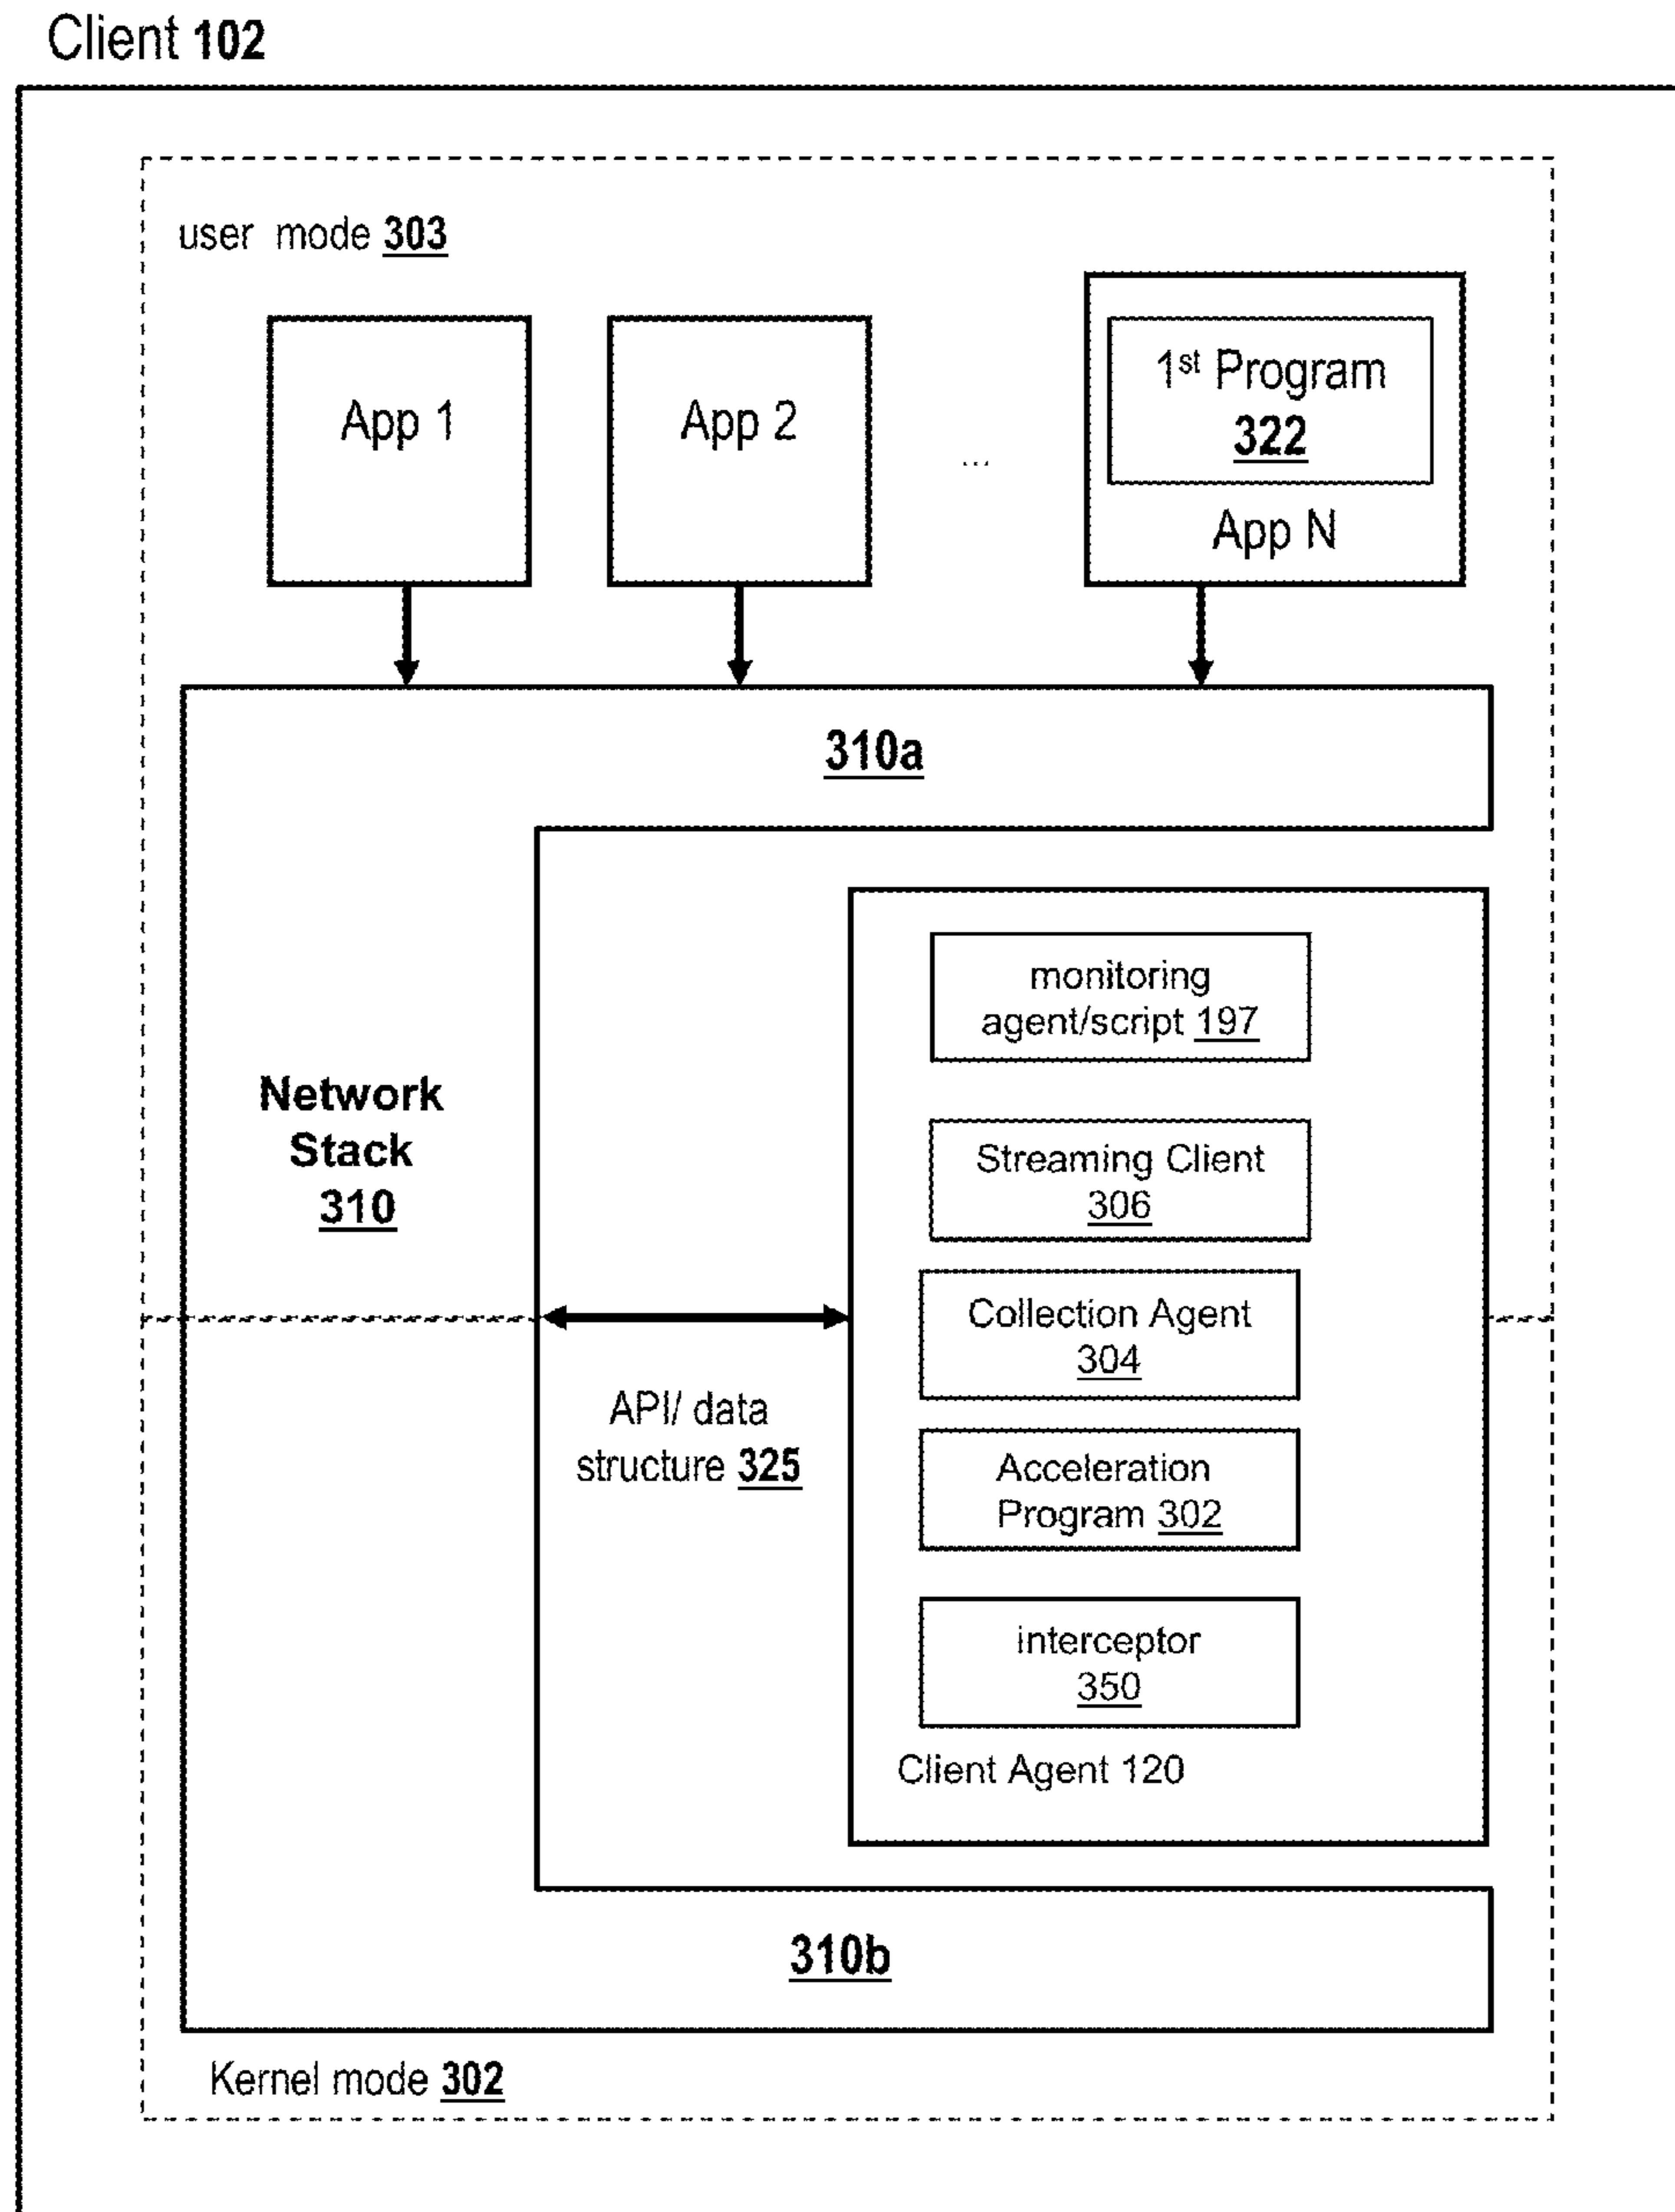 Client 102
user mode 303
App 1
App 2
...
1st Program
322
App N
310a
Network
Stack
310
monitoring
agent/script 197
Streaming Client
306
Collection Agent
304
API/ data
structure 325
Acceleration
Program 302
interceptor
350
Client Agent 120
310b
Kernel mode 302